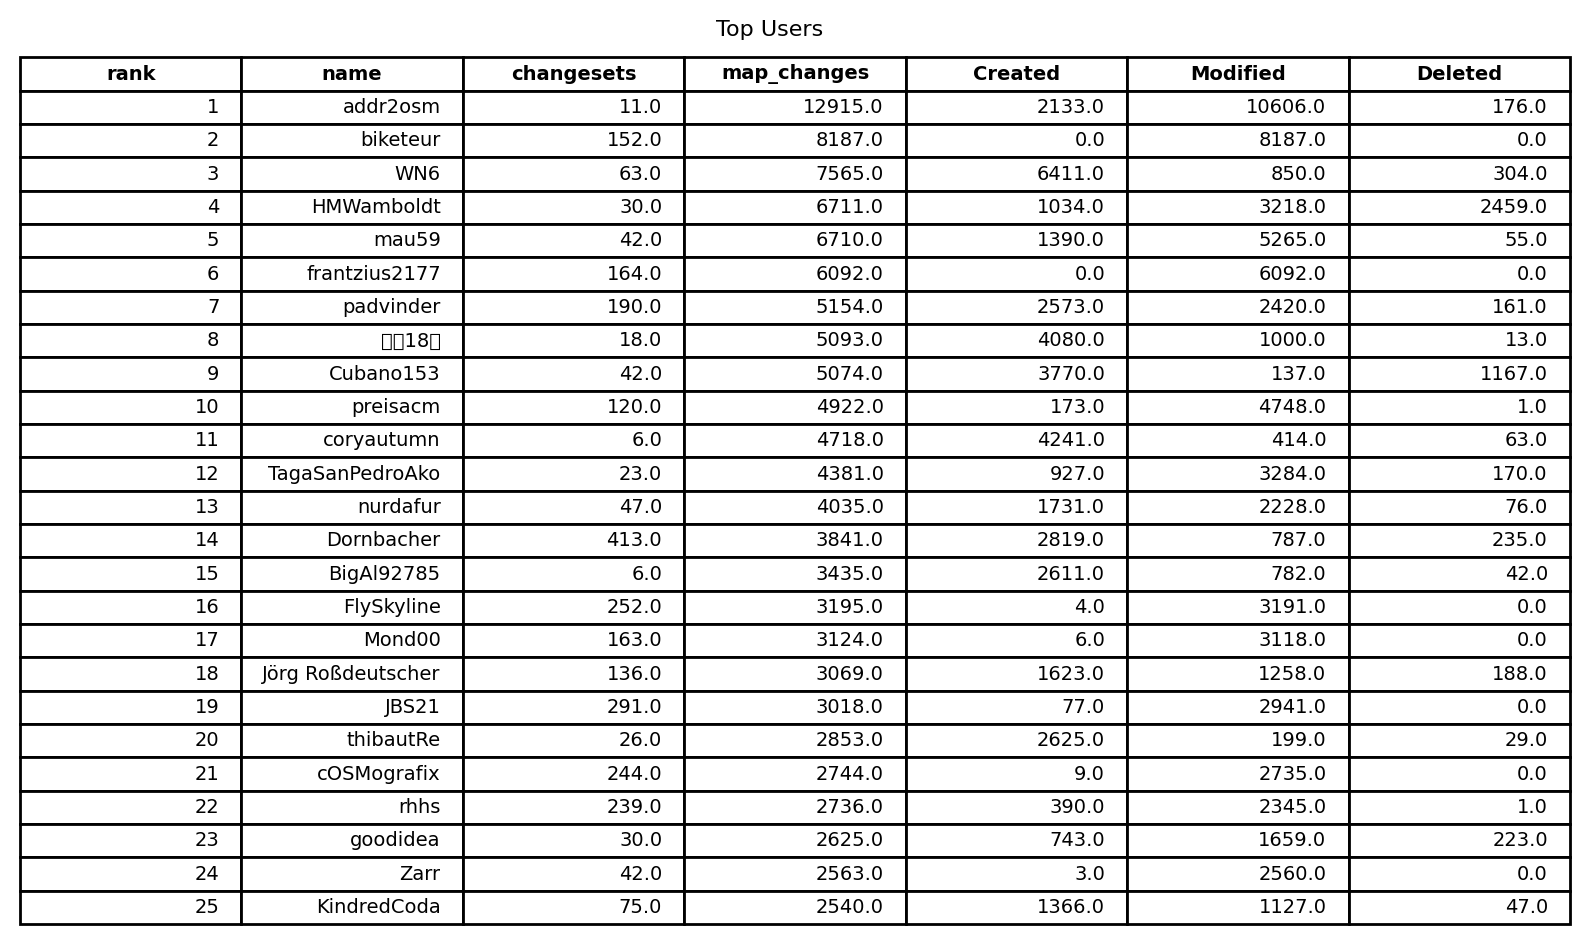 Top Users
rank name changesets map_changes Created Modified Deleted
1 addr2osm 11.0 12915.0 2133.0 10606.0 176.0
2 biketeur 152.0 8187.0 0.0 8187.0 0.0
3 WN6 63.0 7565.0 6411.0 850.0 304.0
4 HMWamboldt 30.0 6711.0 1034.0 3218.0 2459.0
5 mau59 42.0 6710.0 1390.0 5265.0 55.0
6 frantzius2177 164.0 6092.0 0.0 6092.0 0.0
7 padvinder 190.0 5154.0 2573.0 2420.0 161.0
8 18 18.0 5093.0 4080.0 1000.0 13.0
9 Cubano153 42.0 5074.0 3770.0 137.0 1167.0
10 preisacm 120.0 4922.0 173.0 4748.0 1.0
11 coryautumn 6.0 4718.0 4241.0 414.0 63.0
12 TagaSanPedroAko 23.0 4381.0 927.0 3284.0 170.0
13 nurdafur 47.0 4035.0 1731.0 2228.0 76.0
14 Dornbacher 413.0 3841.0 2819.0 787.0 235.0
15 BigAl92785 6.0 3435.0 2611.0 782.0 42.0
16 FlySkyline 252.0 3195.0 4.0 3191.0 0.0
17 Mond00 163.0 3124.0 6.0 3118.0 0.0
18 Jörg Roßdeutscher 136.0 3069.0 1623.0 1258.0 188.0
19 JBS21 291.0 3018.0 77.0 2941.0 0.0
20 thibautRe 26.0 2853.0 2625.0 199.0 29.0
21 cOSMografix 244.0 2744.0 9.0 2735.0 0.0
22 rhhs 239.0 2736.0 390.0 2345.0 1.0
23 goodidea 30.0 2625.0 743.0 1659.0 223.0
24 Zarr 42.0 2563.0 3.0 2560.0 0.0
25 KindredCoda 75.0 2540.0 1366.0 1127.0 47.0